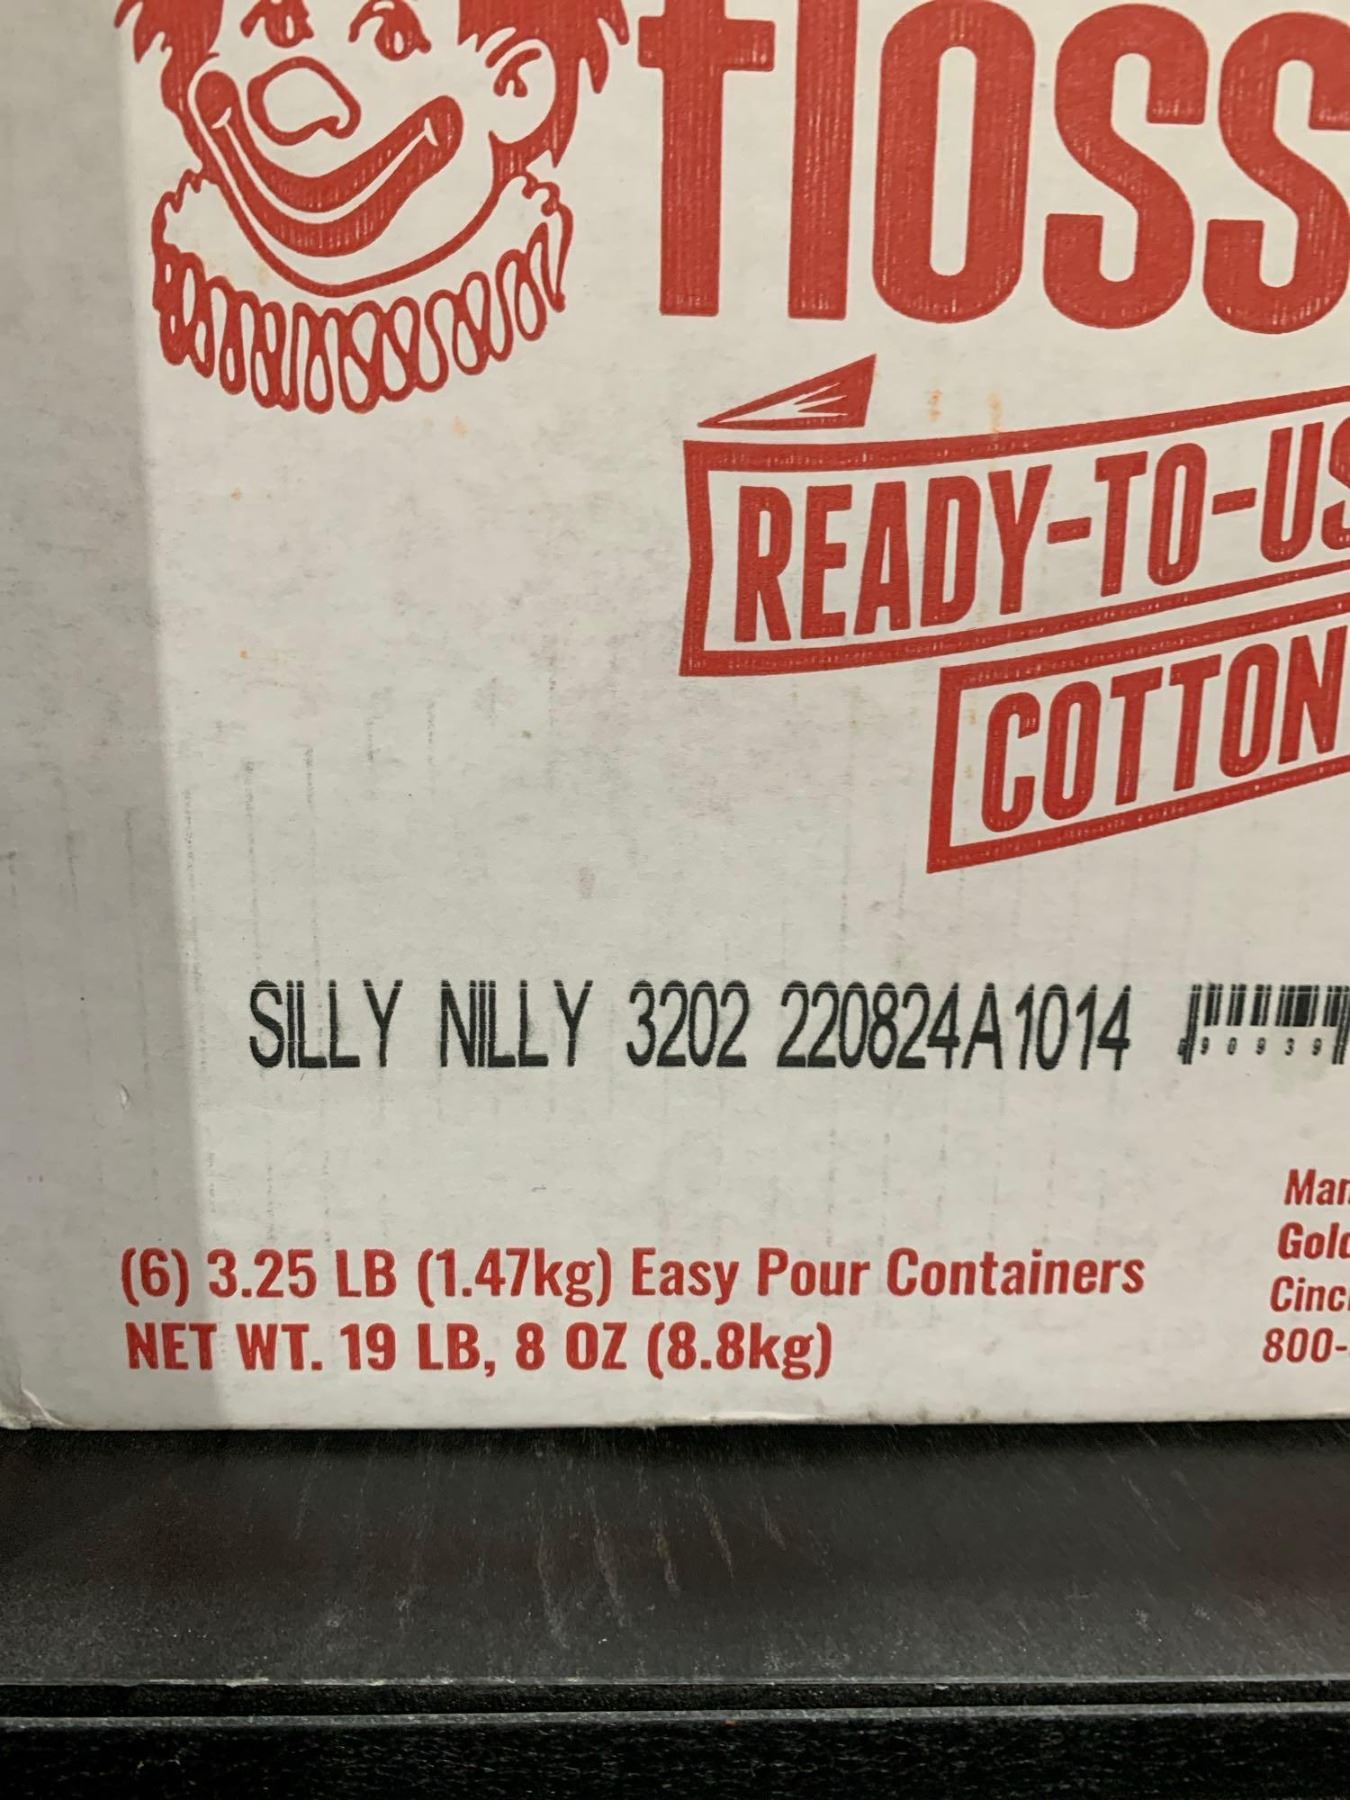 floss
READY-TO-US
COTTON
SILLY NILLY 3202 220824A1014
90939
(6) 3.25 LB (1.47kg) Easy Pour Containers
NET WT. 19 LB, 8 OZ (8.8kg)
Man
Gold
Cinc
800-